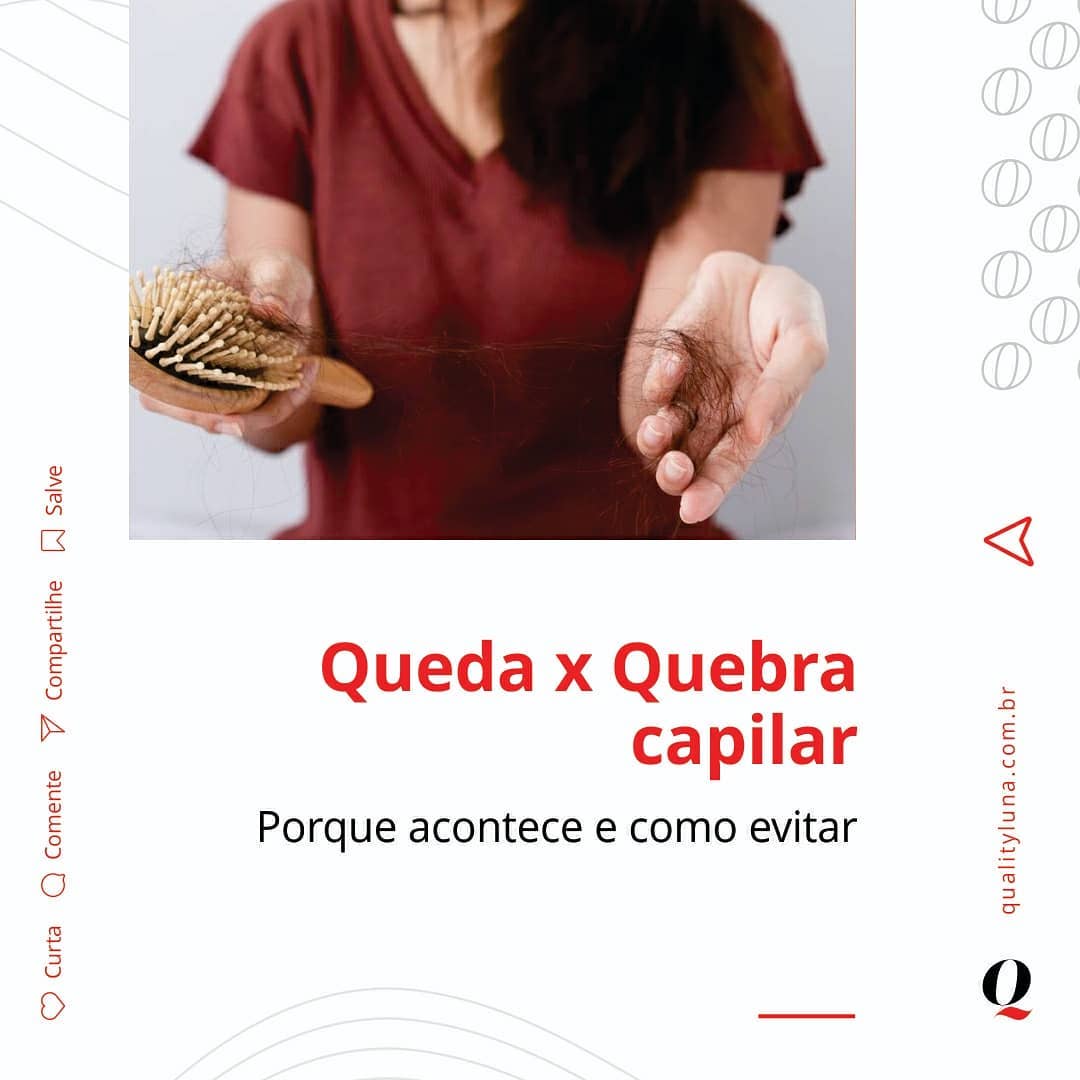 Queda x Quebra
capilar
Porque acontece e como evitar
Curta
Comente
Compartilhe
Salve
qualityluna.com.br
Q